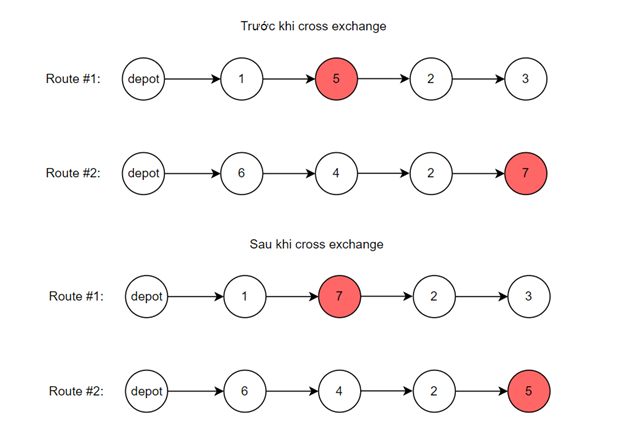 Trước khi cross exchange
Route #1: depot 1 5 2 3
Route #2: depot 6 4 2 7
Sau khi cross exchange
Route #1: depot 1 7 2 3
Route #2: depot 6 4 2 5